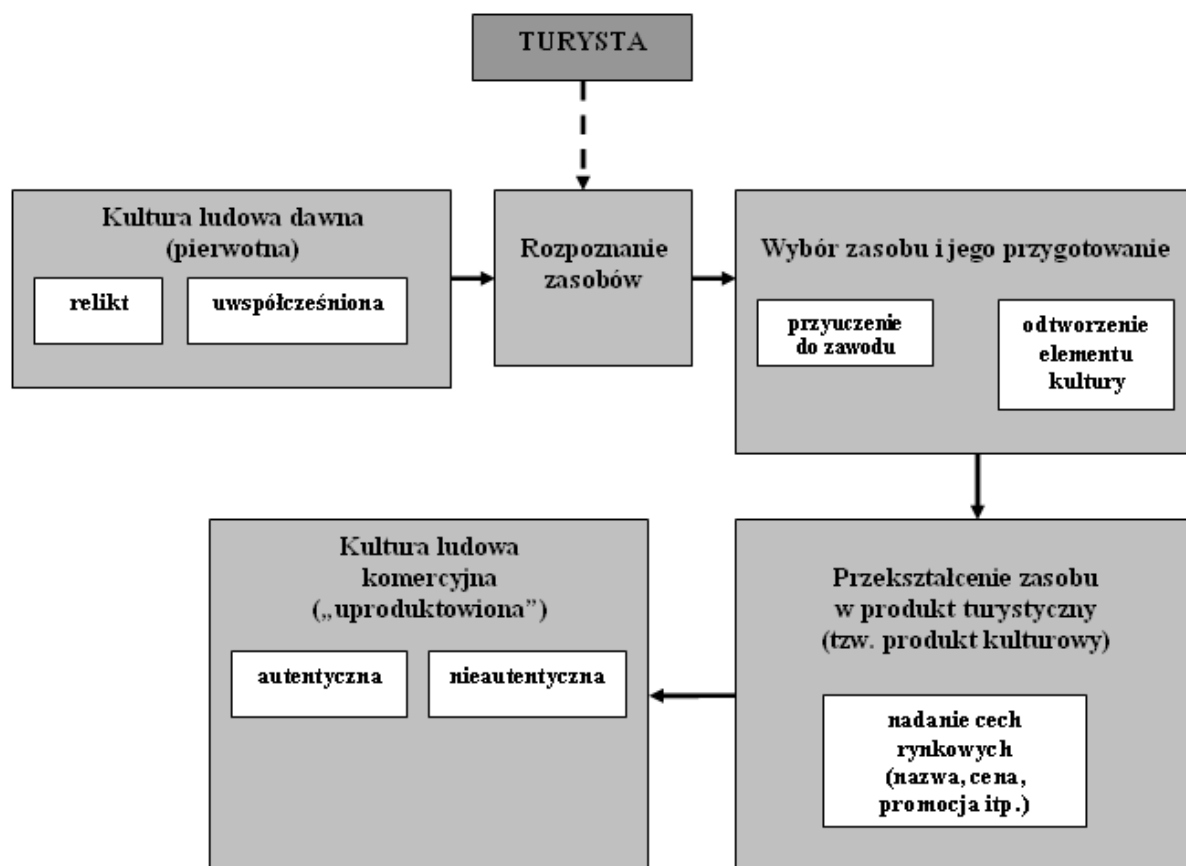 TURYSTA
Kultura ludowa dawna
(pierwotna)
relikt
uwspółcześniona
Rozpoznanie
zasobów
Wybór zasobu i jego przygotowanie
przyuczenie
do zawodu
odtworzenie
elementu
kultury
Kultura ludowa
komercyjna
(„uproduktowiona”)
autentyczna
nieautentyczna
Przekształcenie zasobu
w produkt turystyczny
(tzw. produkt kulturowy)
nadanie cech
rynkowych
(nazwa, cena,
promocja itp.)